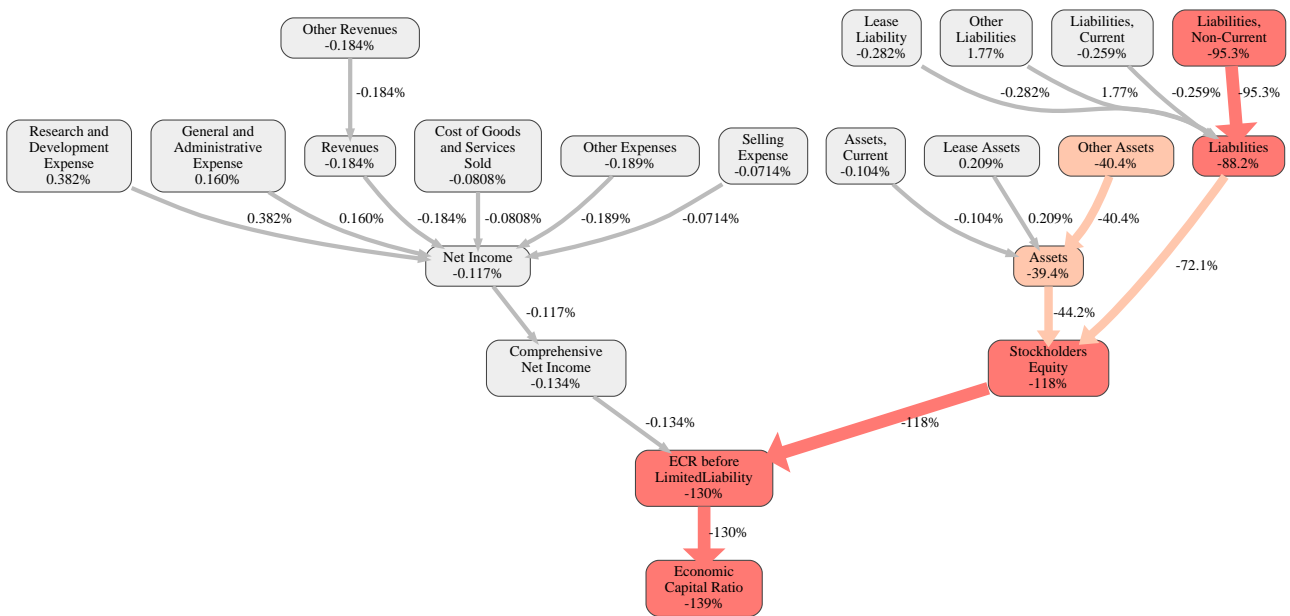 Other Revenues
-0.184%
Lease
Liability
-0.282%
Other
Liabilities
1.77%
Liabilities,
Current
-0.259%
Liabilities,
Non-Current
-95.3%
-0.184%
-0.282%
1.77%
-0.259%
-95.3%
Research and
Development
Expense
0.382%
General and
Administrative
Expense
0.160%
Revenues
-0.184%
Cost of Goods
and Services
Sold
-0.0808%
Other Expenses
-0.189%
Selling
Expense
-0.0714%
Assets,
Current
-0.104%
Lease Assets
0.209%
Other Assets
-40.4%
Liabilities
-88.2%
0.382%
0.160%
-0.184%
-0.0808%
-0.189%
-0.0714%
-0.104%
0.209%
-40.4%
Net Income
-0.117%
Assets
-39.4%
-72.1%
-0.117%
-44.2%
Comprehensive
Net Income
-0.134%
Stockholders
Equity
-118%
-0.134%
-118%
ECR before
LimitedLiability
-130%
-130%
Economic
Capital Ratio
-139%